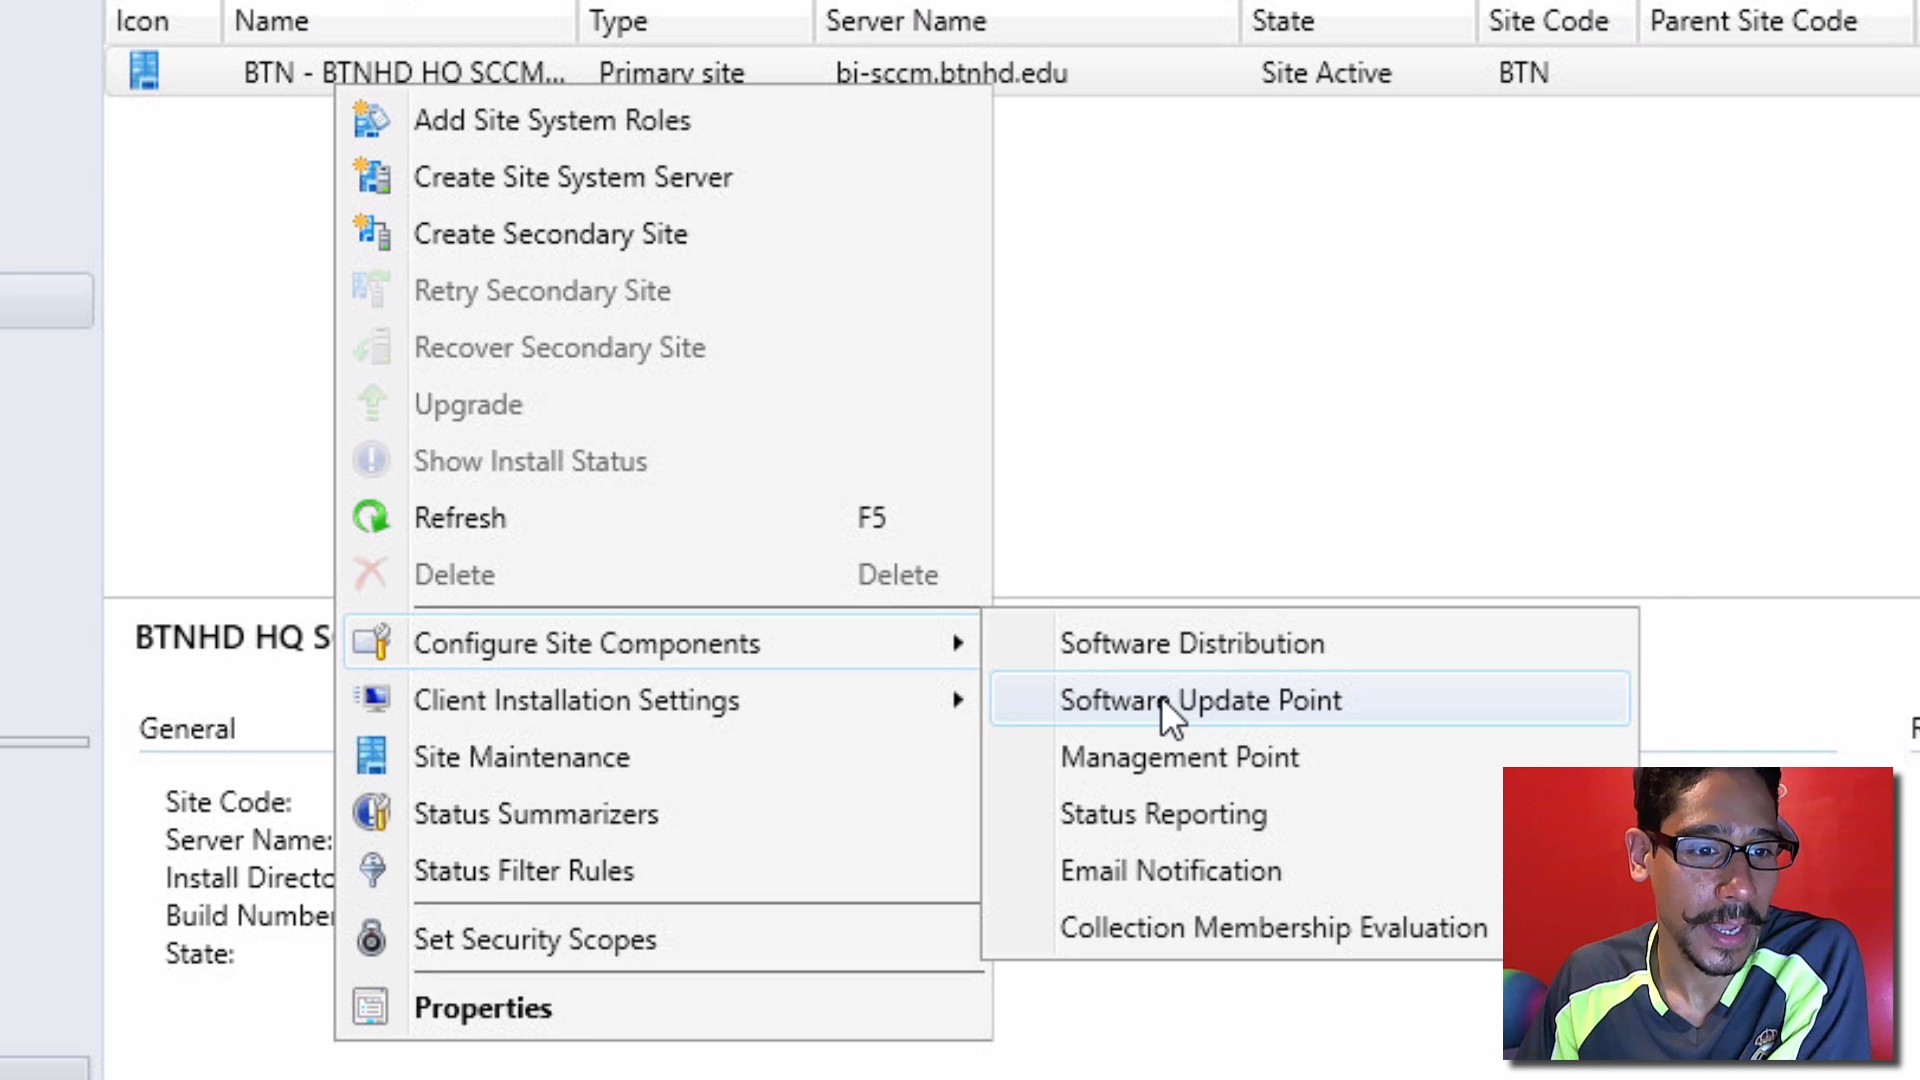 Icon Name Type Server Name State Site Code Parent Site Code
BTN - BTNHD HQ SCCM... Primary site bi-sccm.btnhd.edu Site Active BTN
Add Site System Roles
Create Site System Server
Create Secondary Site
Retry Secondary Site
Recover Secondary Site
Upgrade
Show Install Status
Refresh F5
Delete Delete
Configure Site Components
Client Installation Settings
Site Maintenance
Status Summarizers
Status Filter Rules
Set Security Scopes
Properties
Software Distribution
Software Update Point
Management Point
Status Reporting
Email Notification
Collection Membership Evaluation
BTNHD HQ S
General
Site Code:
Server Name:
Install Directo
Build Number
State: